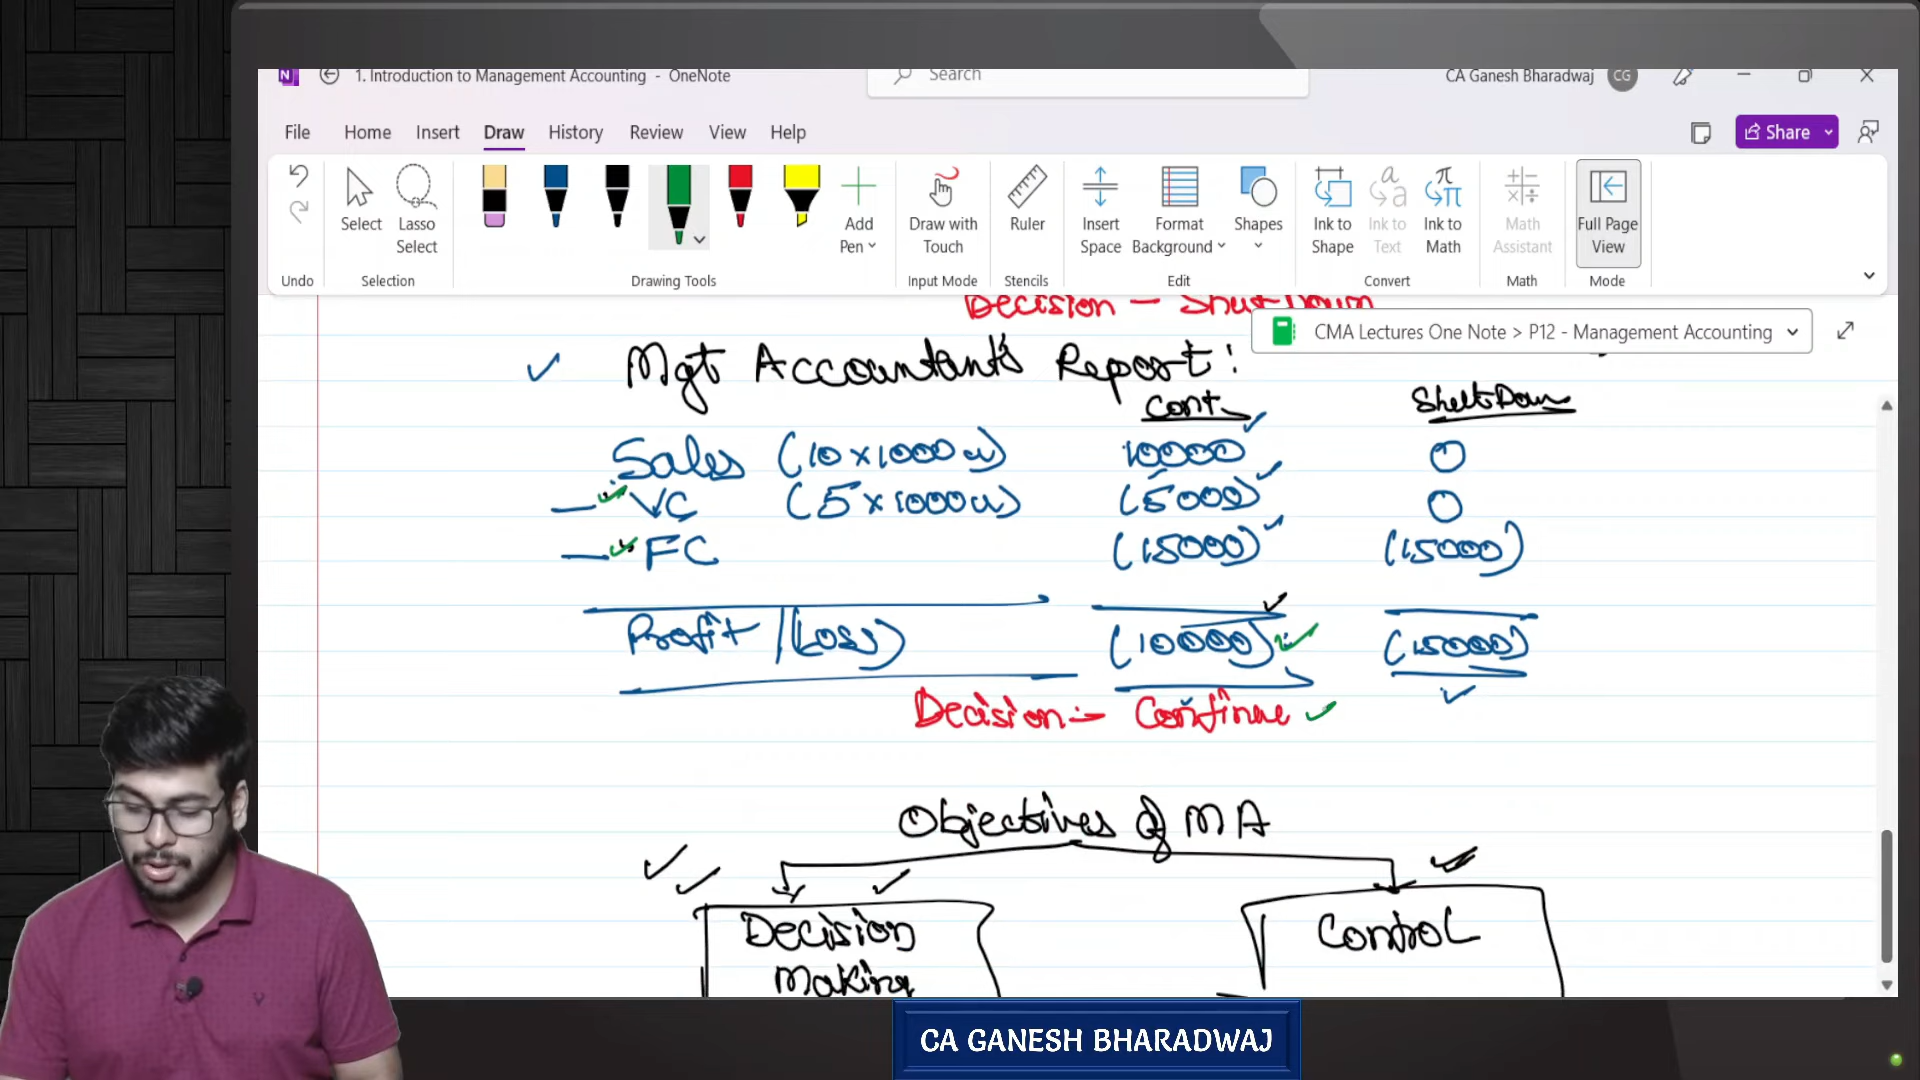 1. Introduction to Management Accounting - OneNote
Search
CA Ganesh Bharadwaj CG
File Home Insert Draw History Review View Help
Share
Select
Lasso Select
Add Pen
Draw with Touch
Ruler
Insert Space
Format Background
Shapes
Ink to Shape
Ink to Text
Ink to Math
Math Assistant
Full Page View
Undo Selection Drawing Tools Input Mode Stencils Edit Convert Math Mode
Decision - ShutDown
CMA Lectures One Note > P12 - Management Accounting
Mgt Accountant's Report:
Cont. ShutDown
Sales (10×1000u) 10000 0
- VC (5×1000u) (5000) 0
- FC (15000) (15000)
Profit/(Loss) (10000) (15000)
Decision:- Continue
Objectives of MA
Decision Control
Making
CA GANESH BHARADWAJ